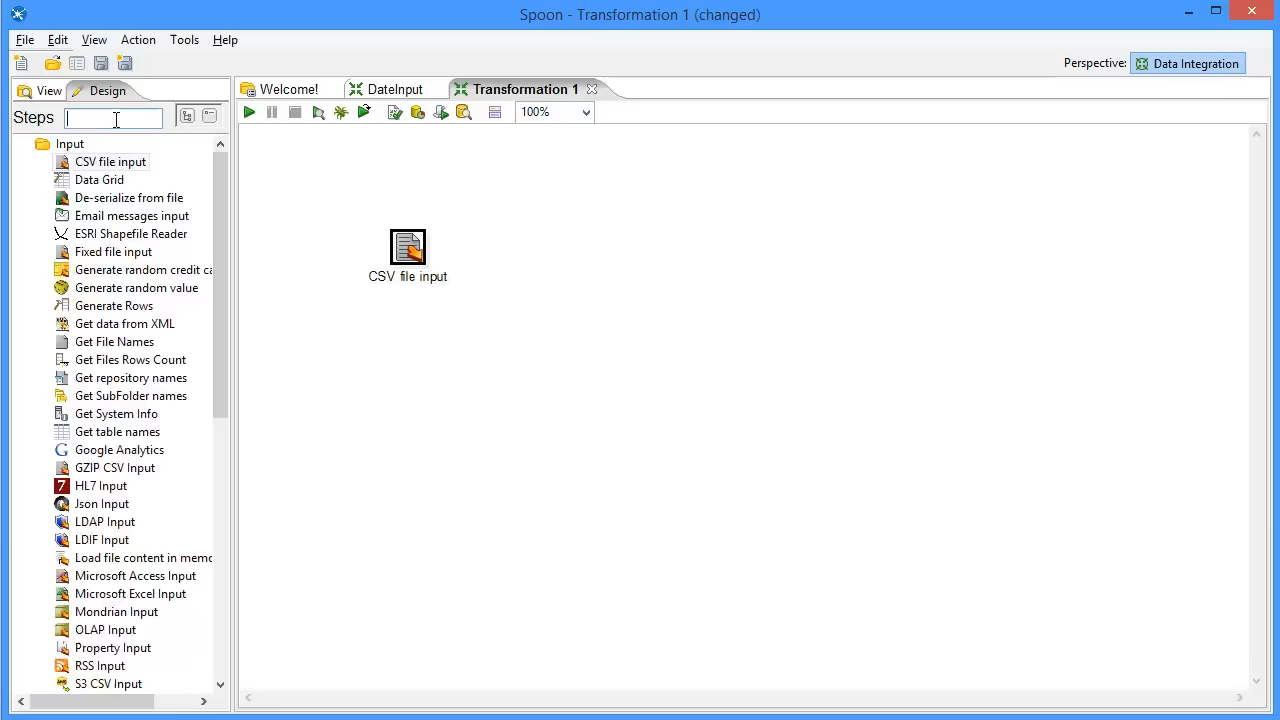 Spoon - Transformation 1 (changed)
File Edit View Action Tools Help
Perspective: Data Integration
View Design
Welcome! DateInput Transformation 1
Steps
100%
Input
CSV file input
Data Grid
De-serialize from file
Email messages input
ESRI Shapefile Reader
Fixed file input
Generate random credit ca
Generate random value
Generate Rows
Get data from XML
Get File Names
Get Files Rows Count
Get repository names
Get SubFolder names
Get System Info
Get table names
Google Analytics
GZIP CSV Input
HL7 Input
Json Input
LDAP Input
LDIF Input
Load file content in memo
Microsoft Access Input
Microsoft Excel Input
Mondrian Input
OLAP Input
Property Input
RSS Input
S3 CSV Input
CSV file input